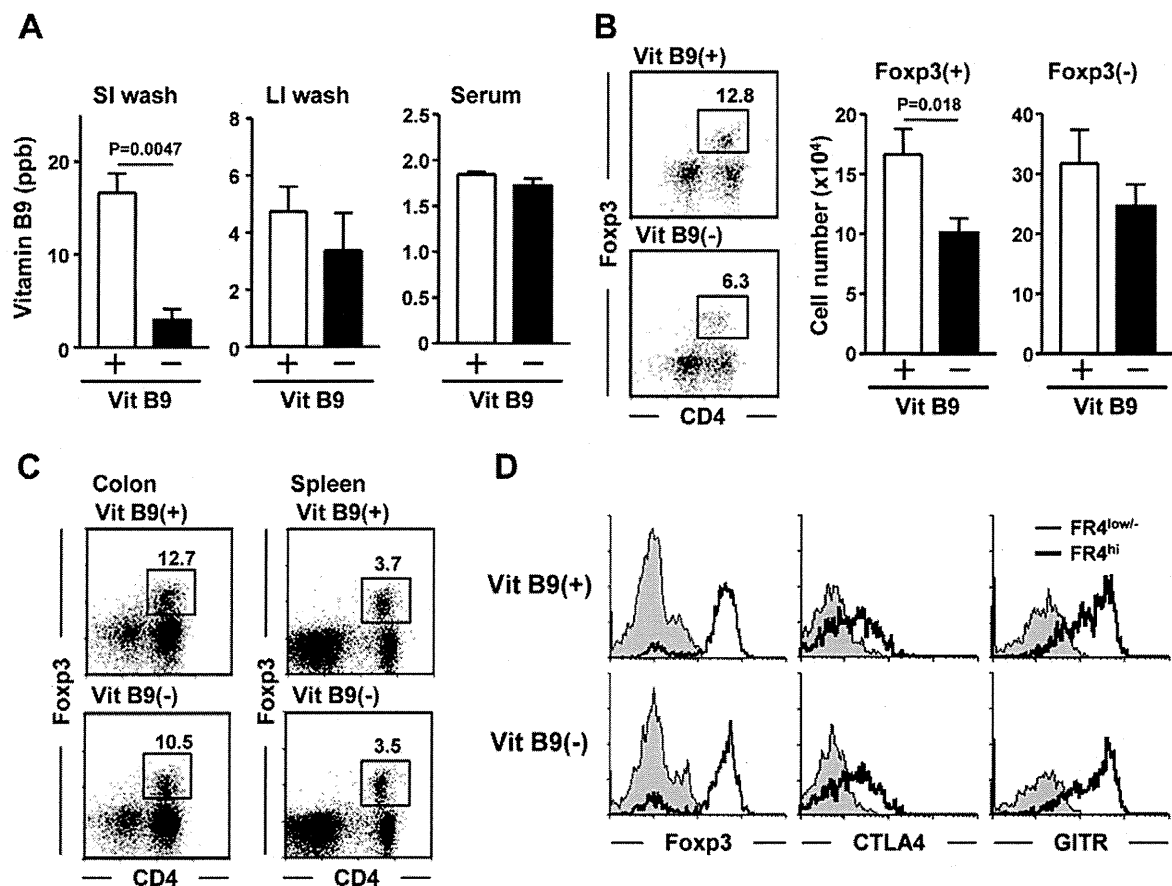 A
SI wash
LI wash
Serum
Vitamin B9 (ppb)
20
10
0
P=0.0047
+ −
Vit B9
8
6
4
2
0
+ −
Vit B9
2.5
2.0
1.5
1.0
0.5
0
+ −
Vit B9
B
Vit B9(+)
12.8
Vit B9(-)
6.3
Foxp3
CD4
Foxp3(+)
Foxp3(-)
Cell number (x10⁴)
20
15
10
5
0
P=0.018
+ −
Vit B9
40
30
20
10
0
+ −
Vit B9
C
Colon
Vit B9(+)
12.7
Vit B9(-)
10.5
Foxp3
CD4
Spleen
Vit B9(+)
3.7
Vit B9(-)
3.5
Foxp3
CD4
D
FR4low/-
FR4hi
Vit B9(+)
Vit B9(-)
Foxp3
CTLA4
GITR